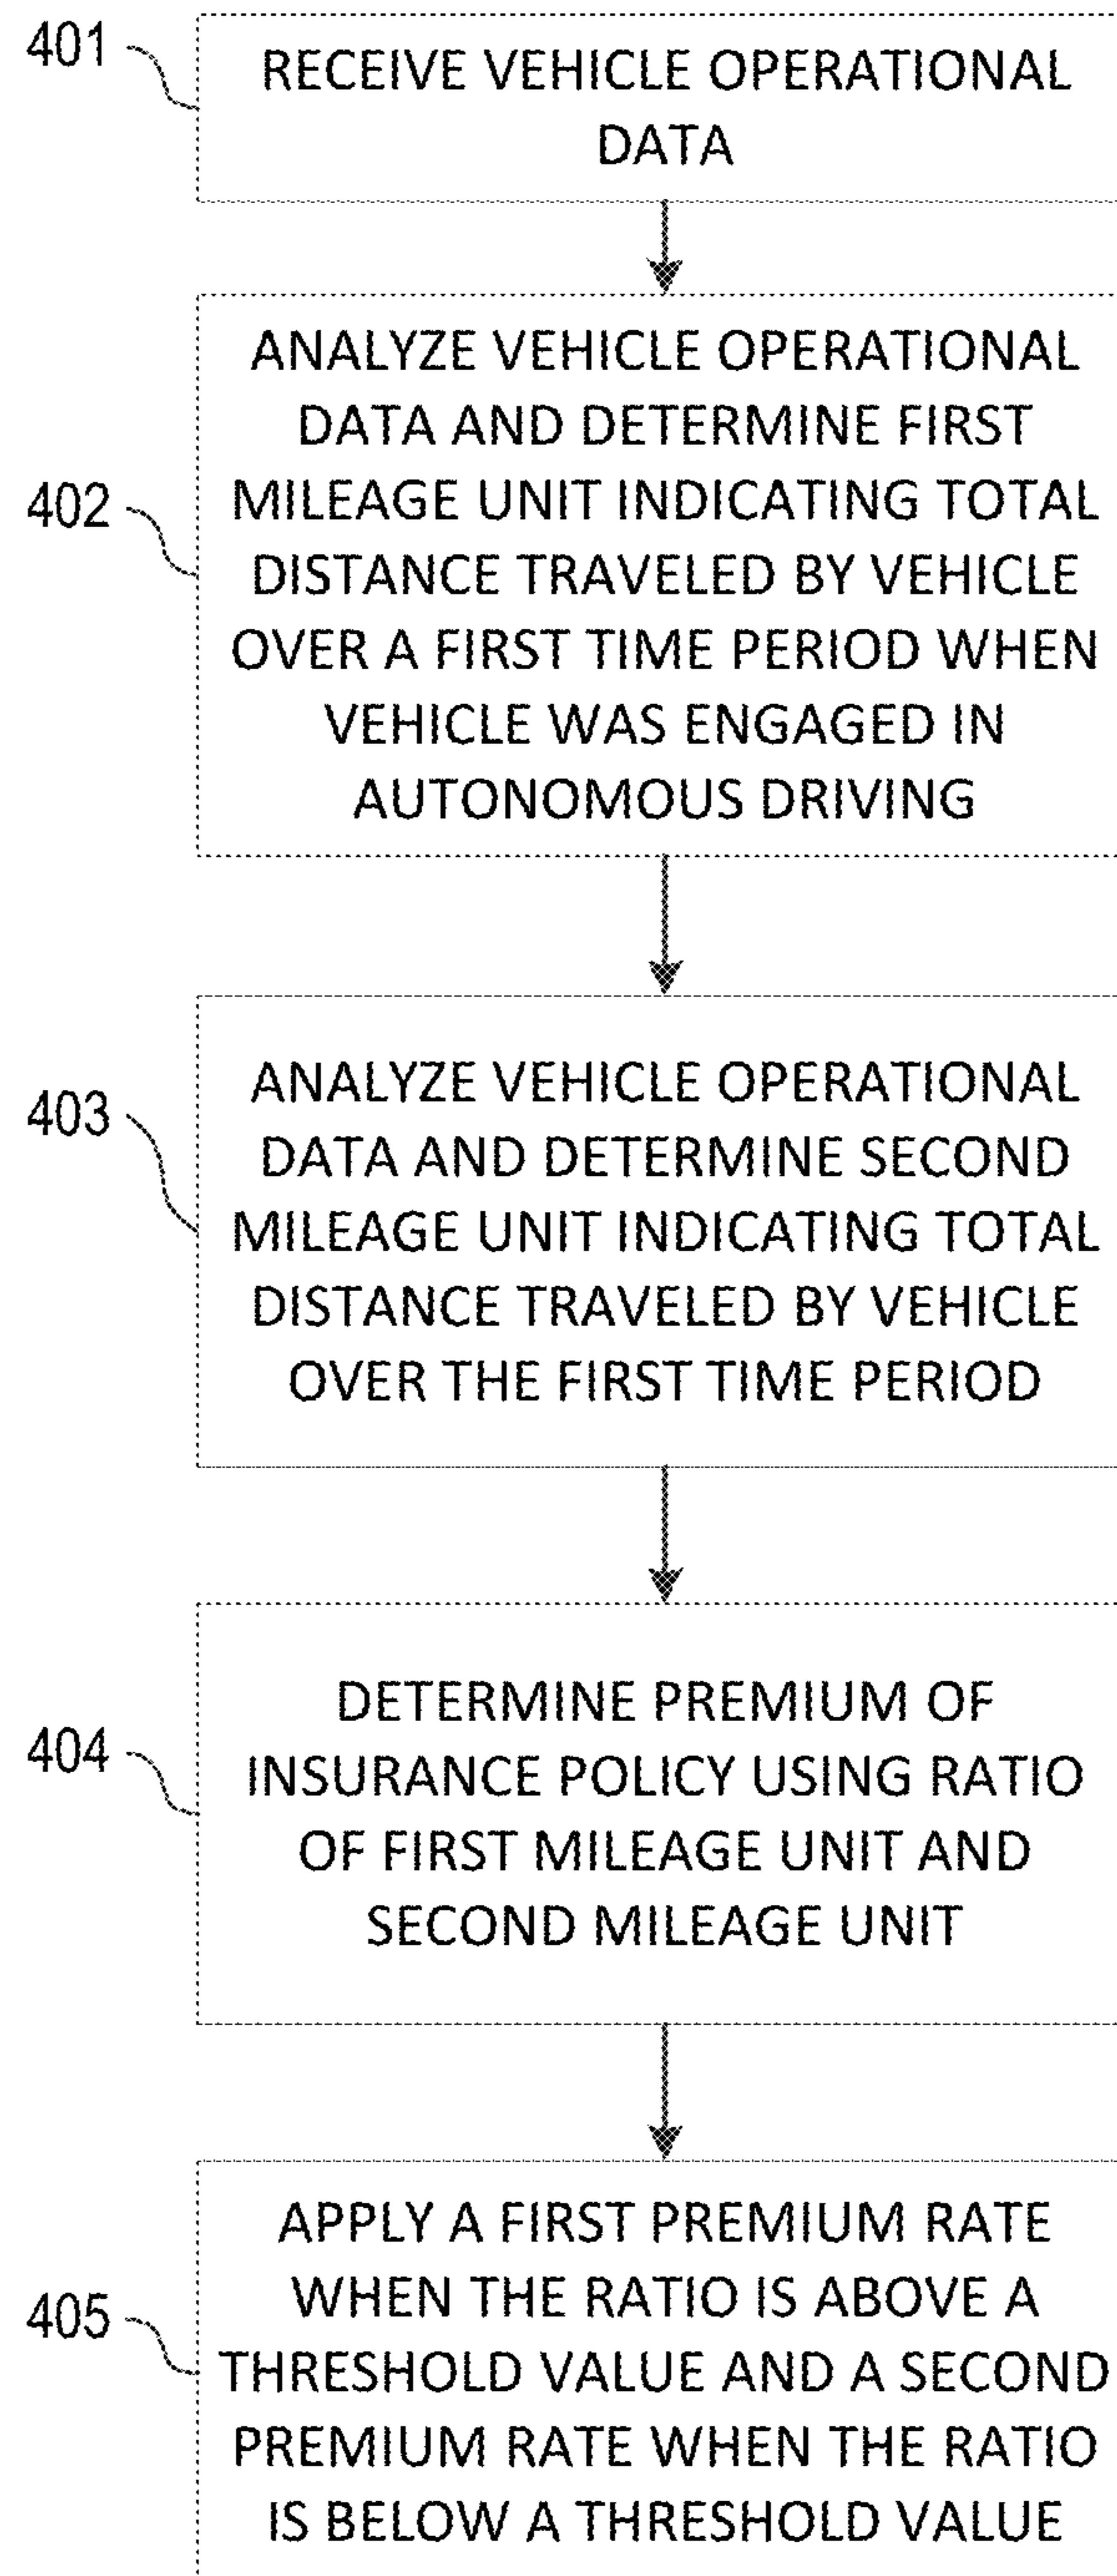 401
RECEIVE VEHICLE OPERATIONAL
DATA
402
ANALYZE VEHICLE OPERATIONAL
DATA AND DETERMINE FIRST
MILEAGE UNIT INDICATING TOTAL
DISTANCE TRAVELED BY VEHICLE
OVER A FIRST TIME PERIOD WHEN
VEHICLE WAS ENGAGED IN
AUTONOMOUS DRIVING
403
ANALYZE VEHICLE OPERATIONAL
DATA AND DETERMINE SECOND
MILEAGE UNIT INDICATING TOTAL
DISTANCE TRAVELED BY VEHICLE
OVER THE FIRST TIME PERIOD
404
DETERMINE PREMIUM OF
INSURANCE POLICY USING RATIO
OF FIRST MILEAGE UNIT AND
SECOND MILEAGE UNIT
405
APPLY A FIRST PREMIUM RATE
WHEN THE RATIO IS ABOVE A
THRESHOLD VALUE AND A SECOND
PREMIUM RATE WHEN THE RATIO
IS BELOW A THRESHOLD VALUE